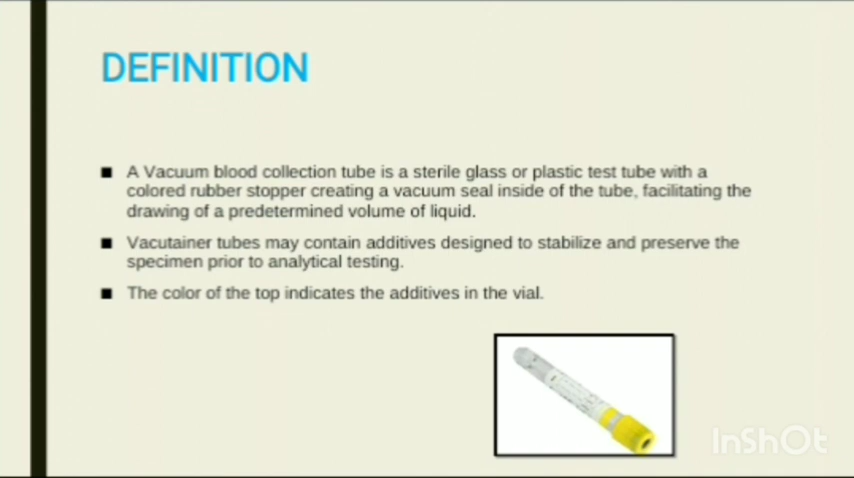 DEFINITION
■ A Vacuum blood collection tube is a sterile glass or plastic test tube with a
colored rubber stopper creating a vacuum seal inside of the tube, facilitating the
drawing of a predetermined volume of liquid.
■ Vacutainer tubes may contain additives designed to stabilize and preserve the
specimen prior to analytical testing.
■ The color of the top indicates the additives in the vial.
InShOt